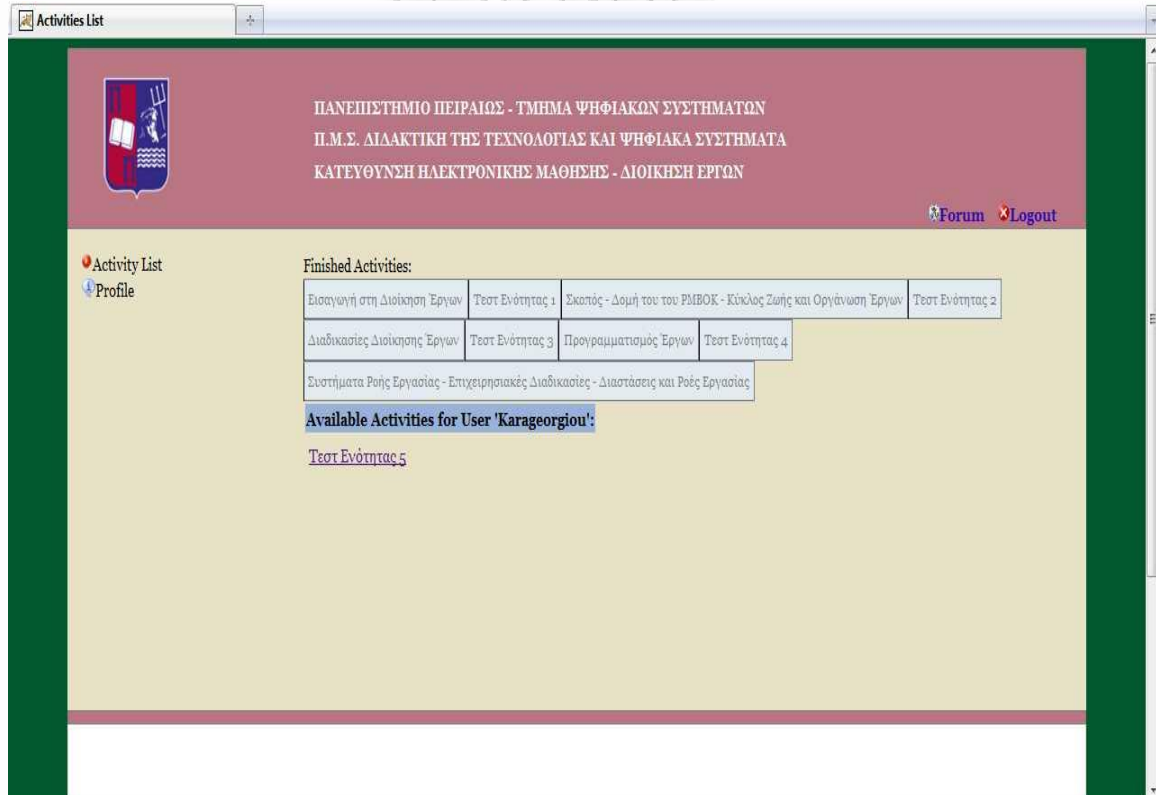 Activities List
ΠΑΝΕΠΙΣΤΗΜΙΟ ΠΕΙΡΑΙΩΣ - ΤΜΗΜΑ ΨΗΦΙΑΚΩΝ ΣΥΣΤΗΜΑΤΩΝ
Π.Μ.Σ. ΔΙΔΑΚΤΙΚΗ ΤΗΣ ΤΕΧΝΟΛΟΓΙΑΣ ΚΑΙ ΨΗΦΙΑΚΑ ΣΥΣΤΗΜΑΤΑ
ΚΑΤΕΥΘΥΝΣΗ ΗΛΕΚΤΡΟΝΙΚΗΣ ΜΑΘΗΣΗΣ - ΔΙΟΙΚΗΣΗ ΕΡΓΩΝ
Forum Logout
Activity List
Profile
Finished Activities:
Εισαγωγή στη Διοίκηση Έργων Τεστ Ενότητας 1 Σκοπός - Δομή του του PMBOK - Κύκλος Ζωής και Οργάνωση Έργων Τεστ Ενότητας 2
Διαδικασίες Διοίκησης Έργων Τεστ Ενότητας 3 Προγραμματισμός Έργων Τεστ Ενότητας 4
Συστήματα Ροής Εργασίας - Επιχειρησιακές Διαδικασίες - Διαστάσεις και Ροές Εργασίας
Available Activities for User 'Karageorgiou':
Τεστ Ενότητας 5